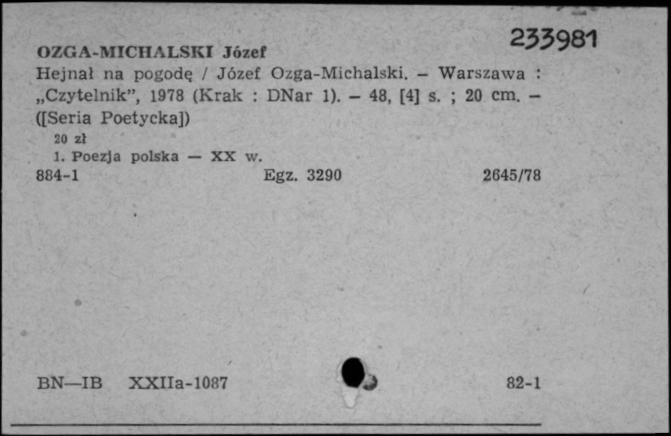 233981
OZGA-MICHALSKI Józef
Hejnał na pogodę / Józef Ozga-Michalski. — Warszawa :
„Czytelnik”, 1978 (Krak : DNar 1). — 48, [4] s. ; 20 cm. —
([Seria Poetycka])
20 zł
1. Poezja polska — XX w.
884-1 Egz. 3290 2645/78
BN—IB XXIIa-1087 82-1